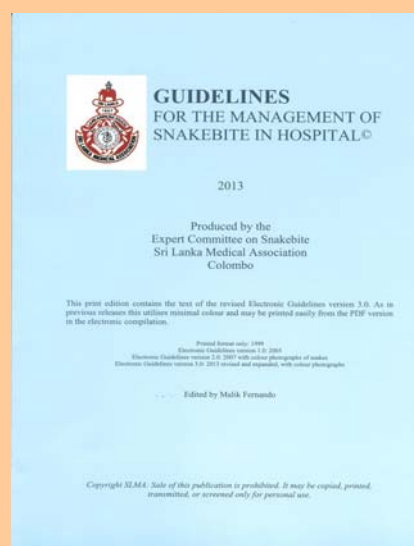 GUIDELINES
FOR THE MANAGEMENT OF
SNAKEBITE IN HOSPITAL©
2013
Produced by the
Expert Committee on Snakebite
Sri Lanka Medical Association
Colombo
This print edition contains the text of the revised Electronic Guidelines version 3.0. As in
previous releases this utilises minimal colour and may be printed easily from the PDF version
in the electronic compilation.
Printed format only: 1999
Electronic Guidelines version 1.0: 2005
Electronic Guidelines version 2.0: 2007 with colour photographs of snakes
Electronic Guidelines version 3.0: 2013 revised and expanded, with colour photographs
Edited by Malik Fernando
Copyright SLMA. Sale of this publication is prohibited. It may be copied, printed,
transmitted, or screened only for personal use.